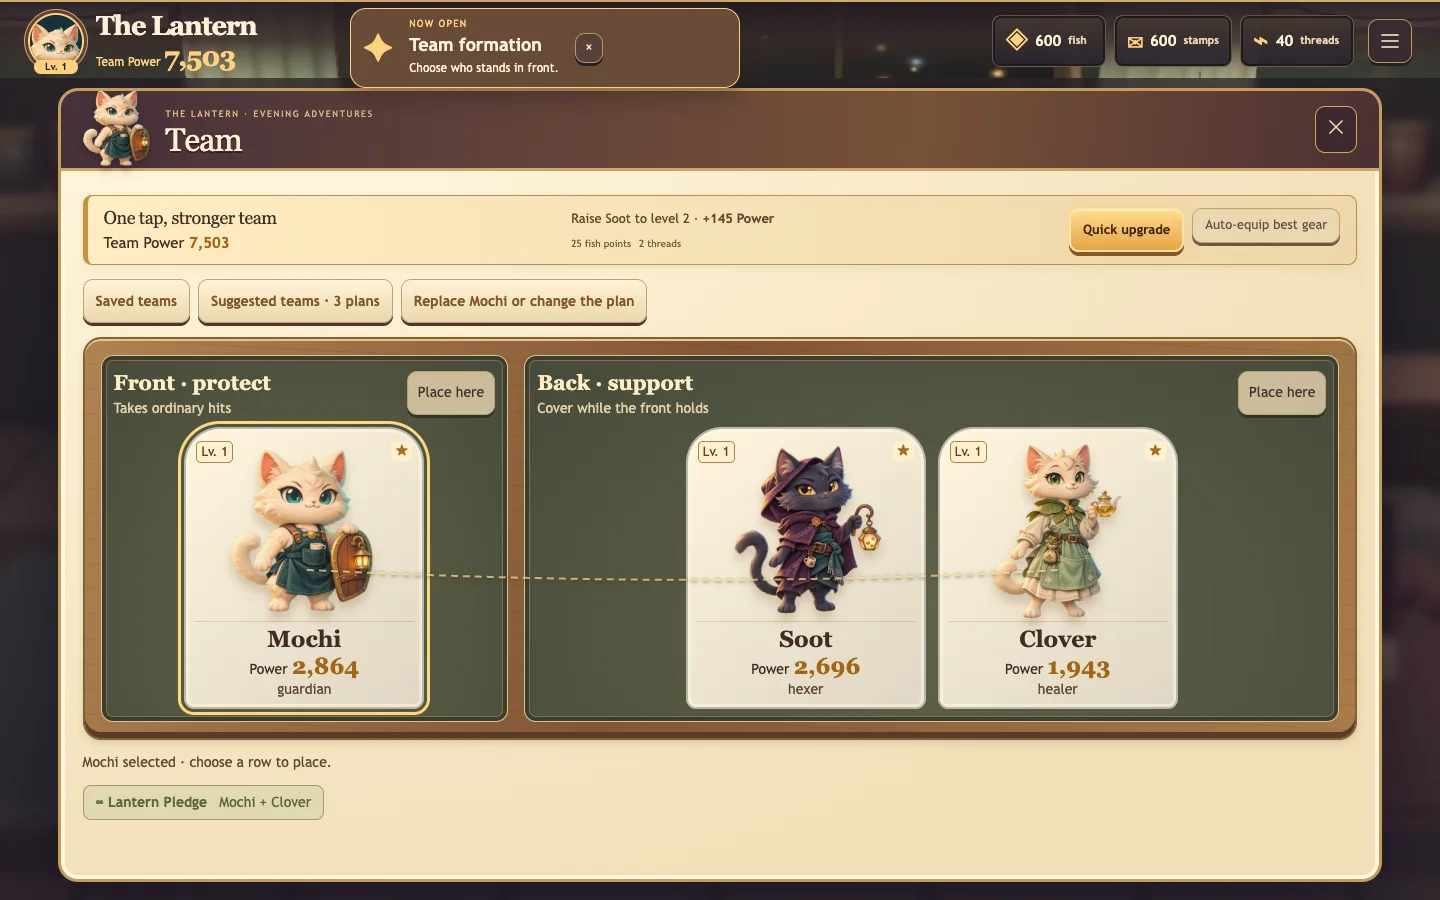 The Lantern
Team Power 7,503
Lv. 1
NOW OPEN
Team formation
Choose who stands in front.
×
600 fish
600 stamps
40 threads
THE LANTERN · EVENING ADVENTURES
Team
One tap, stronger team
Team Power 7,503
Raise Soot to level 2 · +145 Power
25 fish points 2 threads
Quick upgrade
Auto-equip best gear
Saved teams
Suggested teams · 3 plans
Replace Mochi or change the plan
Front · protect
Takes ordinary hits
Place here
Lv. 1
Mochi
Power 2,864
guardian
Back · support
Cover while the front holds
Place here
Lv. 1
Soot
Power 2,696
hexer
Lv. 1
Clover
Power 1,943
healer
Mochi selected · choose a row to place.
∞ Lantern Pledge Mochi + Clover